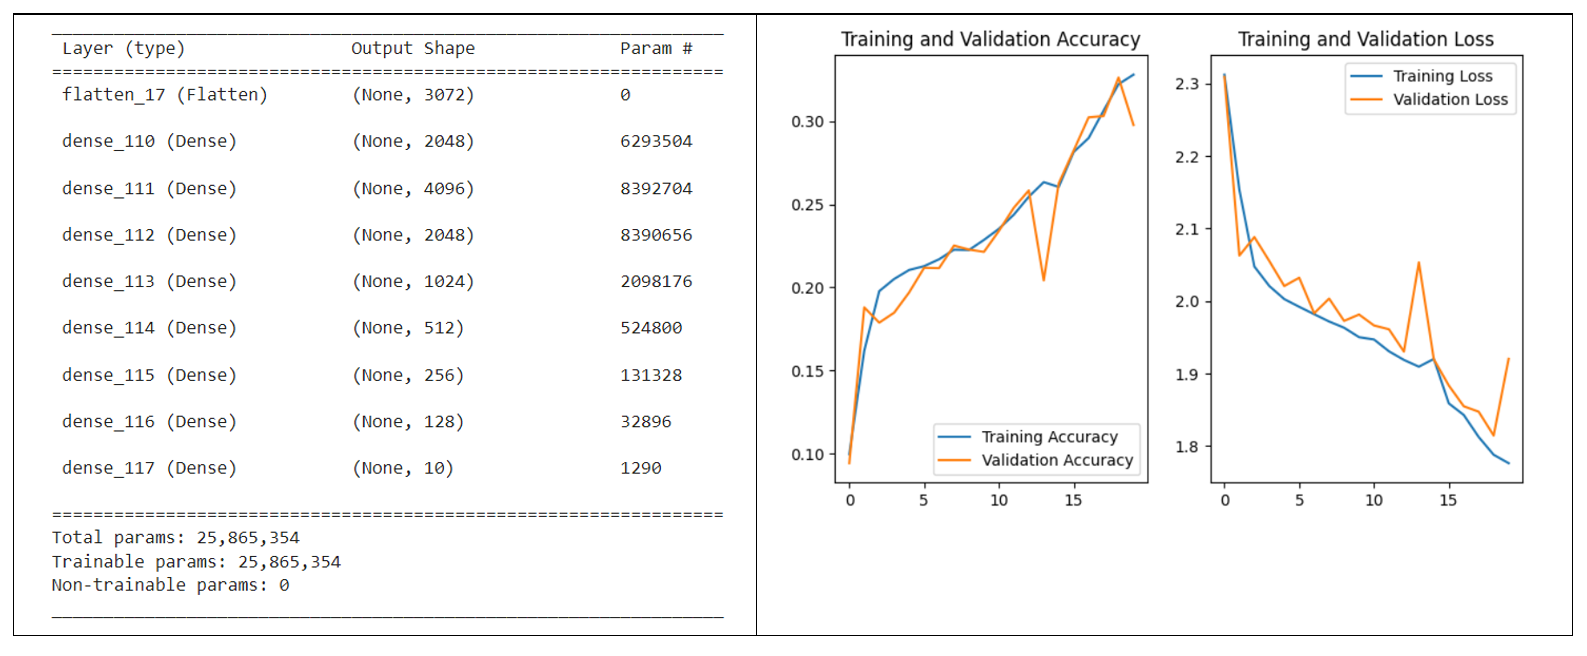 Layer (type) Output Shape Param #
flatten_17 (Flatten) (None, 3072) 0
dense_110 (Dense) (None, 2048) 6293504
dense_111 (Dense) (None, 4096) 8392704
dense_112 (Dense) (None, 2048) 8390656
dense_113 (Dense) (None, 1024) 2098176
dense_114 (Dense) (None, 512) 524800
dense_115 (Dense) (None, 256) 131328
dense_116 (Dense) (None, 128) 32896
dense_117 (Dense) (None, 10) 1290
Total params: 25,865,354
Trainable params: 25,865,354
Non-trainable params: 0
Training and Validation Accuracy
0.30
0.25
0.20
0.15
0.10
Training Accuracy
Validation Accuracy
0 5 10 15
Training and Validation Loss
Training Loss
Validation Loss
2.3
2.2
2.1
2.0
1.9
1.8
0 5 10 15